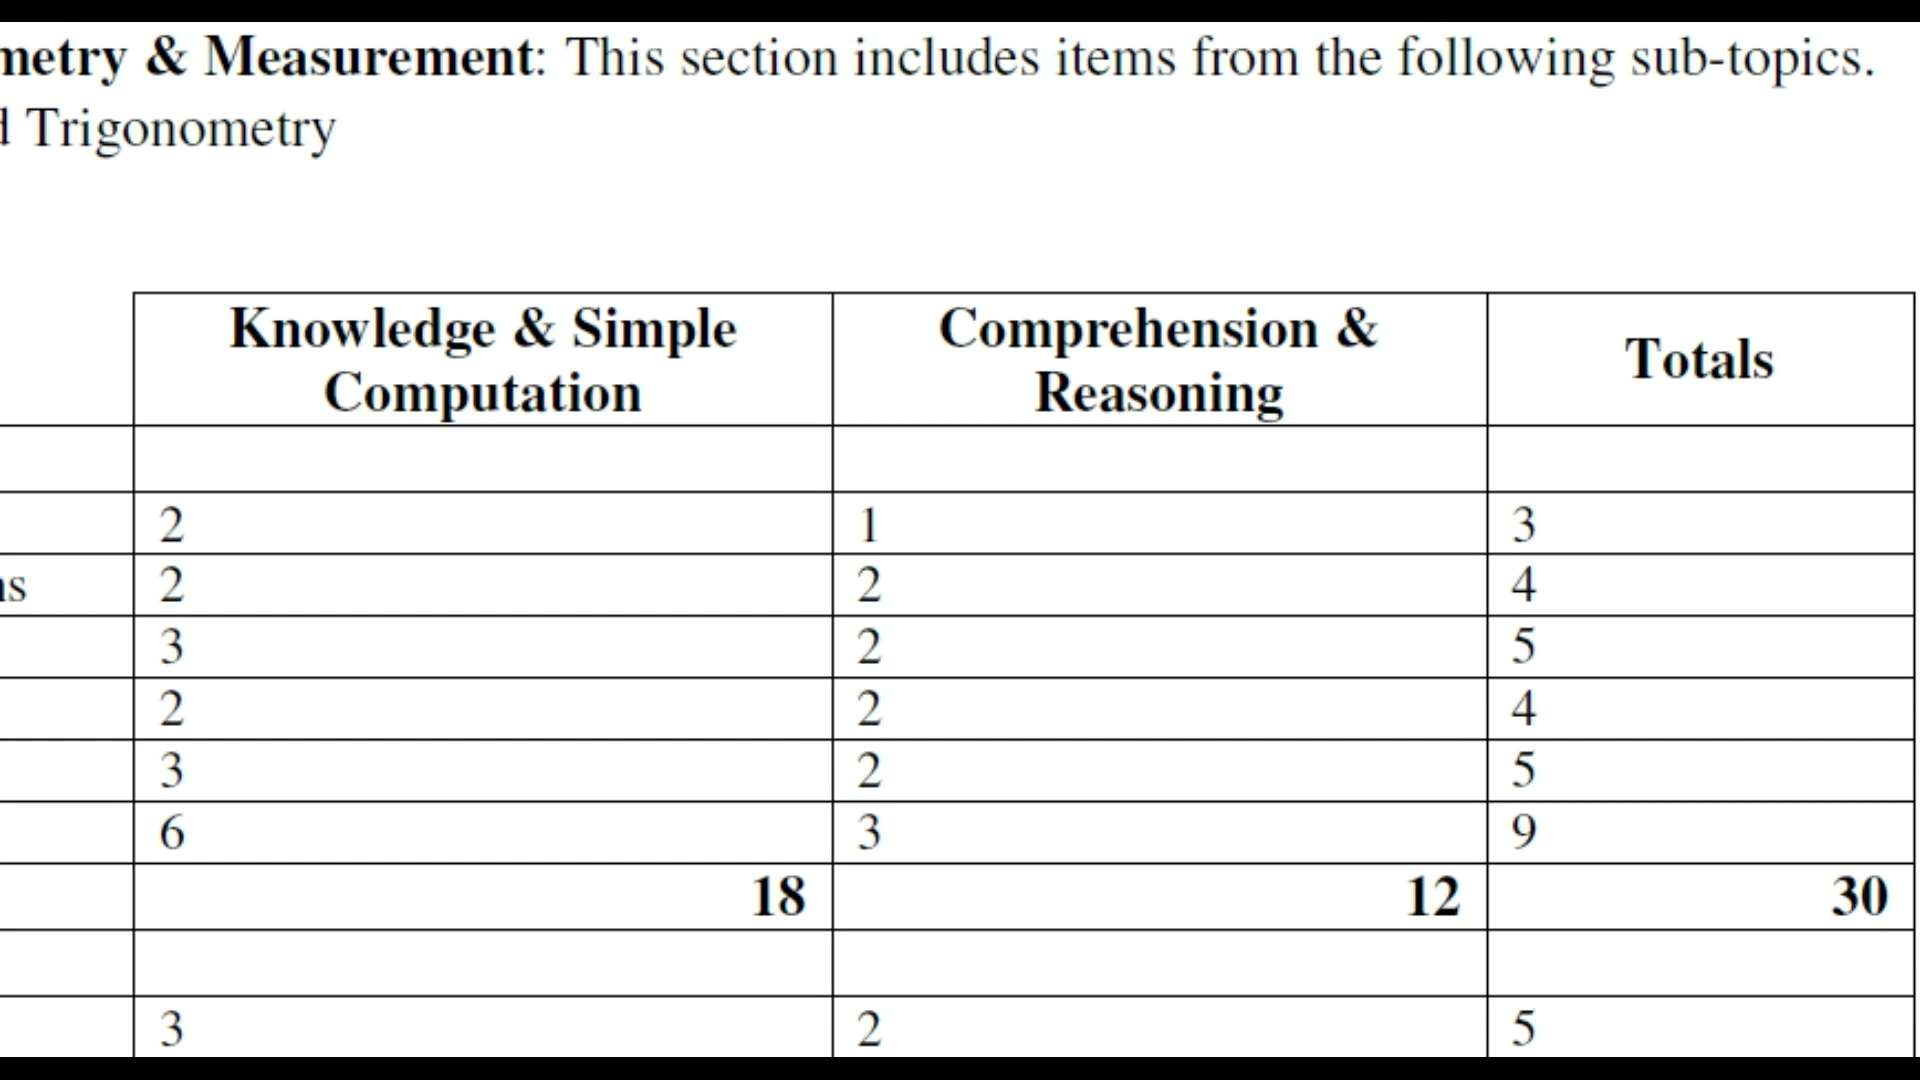 metry & Measurement: This section includes items from the following sub-topics.
d Trigonometry
Knowledge & Simple Computation Comprehension & Reasoning Totals
2 1 3
ns 2 2 4
3 2 5
2 2 4
3 2 5
6 3 9
18 12 30
3 2 5